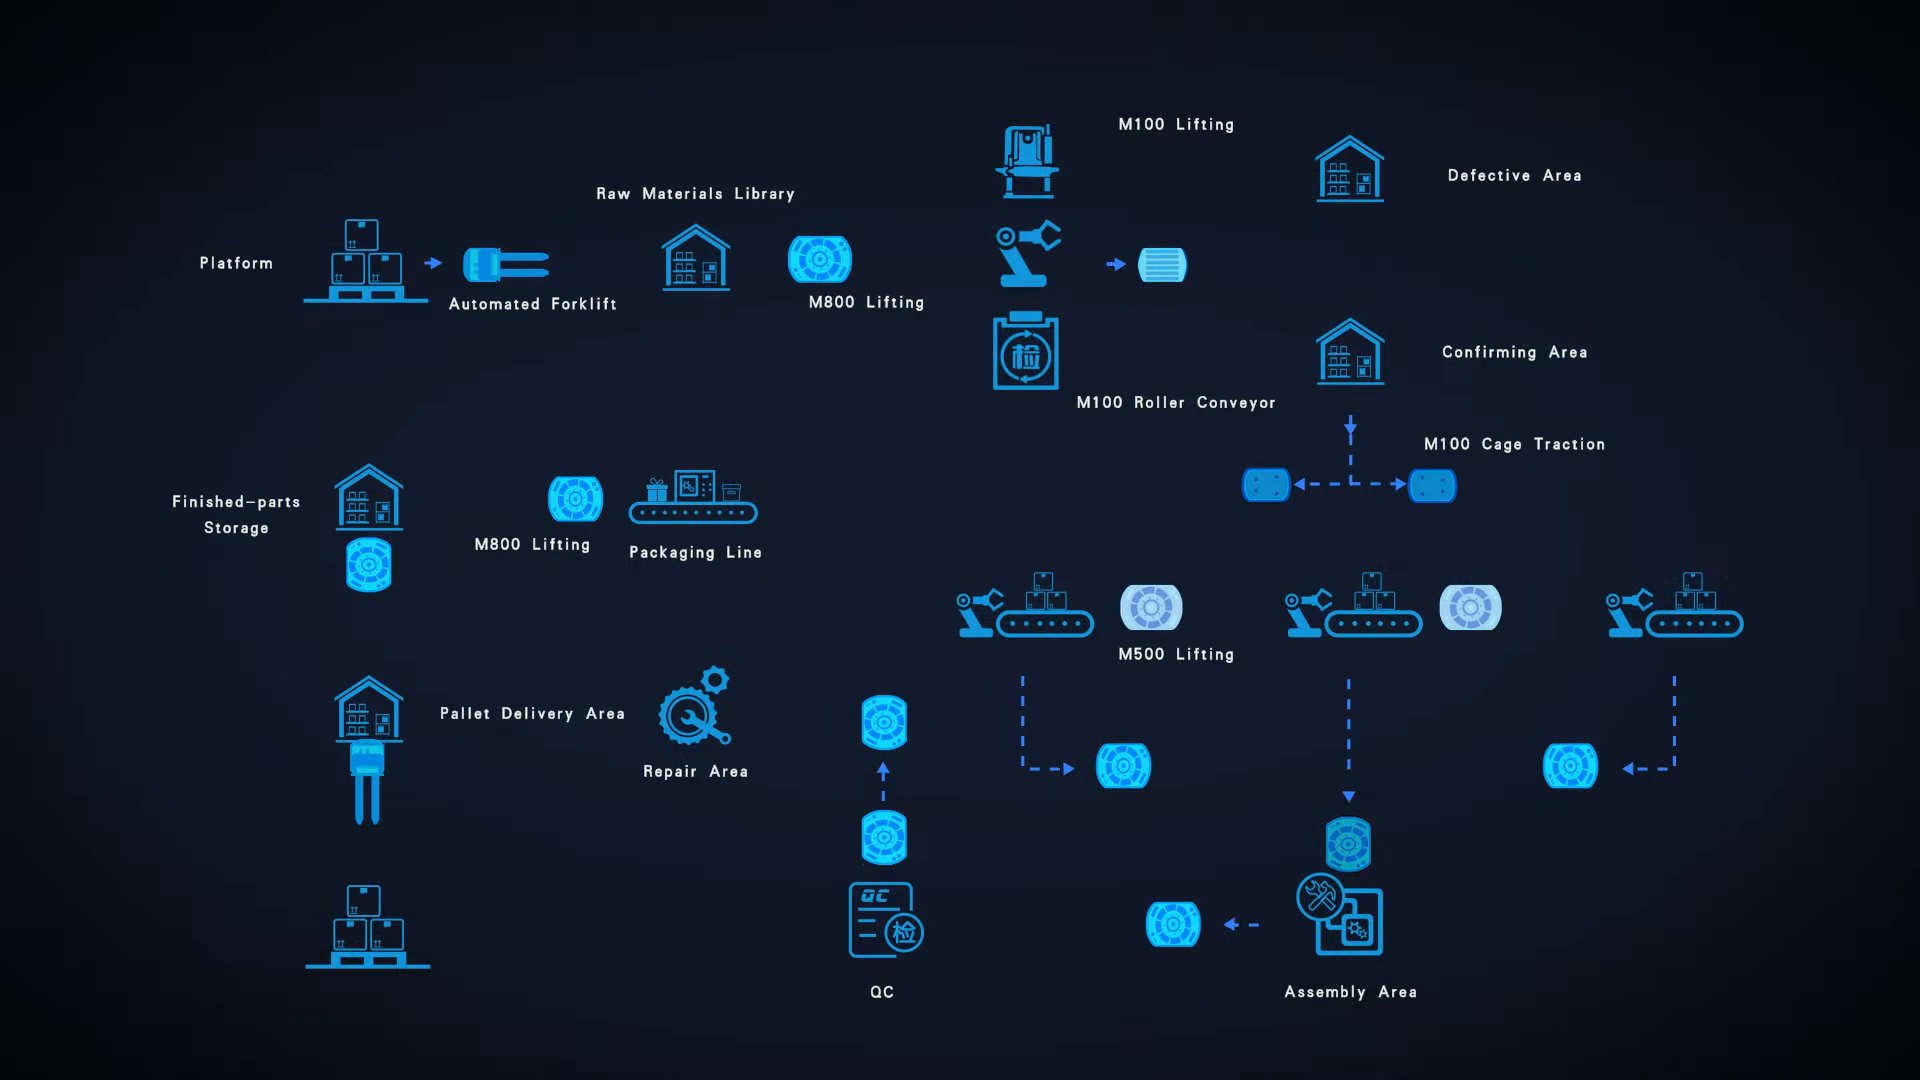 M100 Lifting
Defective Area
Raw Materials Library
Platform
Automated Forklift
M800 Lifting
检
Confirming Area
M100 Roller Conveyor
M100 Cage Traction
Finished-parts
Storage
M800 Lifting
Packaging Line
M500 Lifting
Pallet Delivery Area
Repair Area
QC
检
QC
Assembly Area